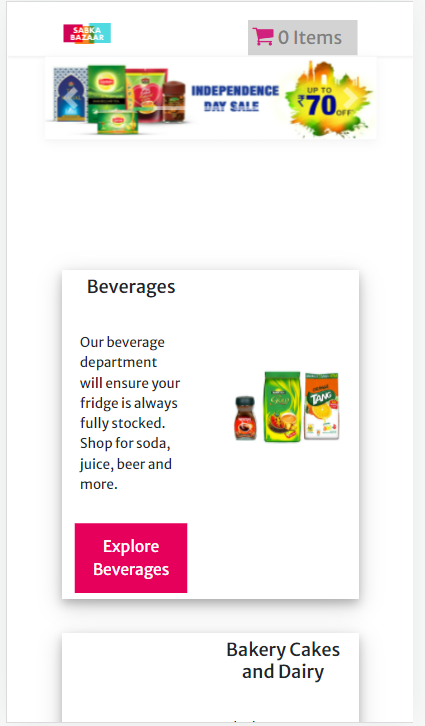 SABKA
BAZAAR
0 Items
INDEPENDENCE
DAY SALE
UP TO
₹70 OFF
Beverages
Our beverage
department
will ensure your
fridge is always
fully stocked.
Shop for soda,
juice, beer and
more.
TANG
Explore
Beverages
Bakery Cakes
and Dairy